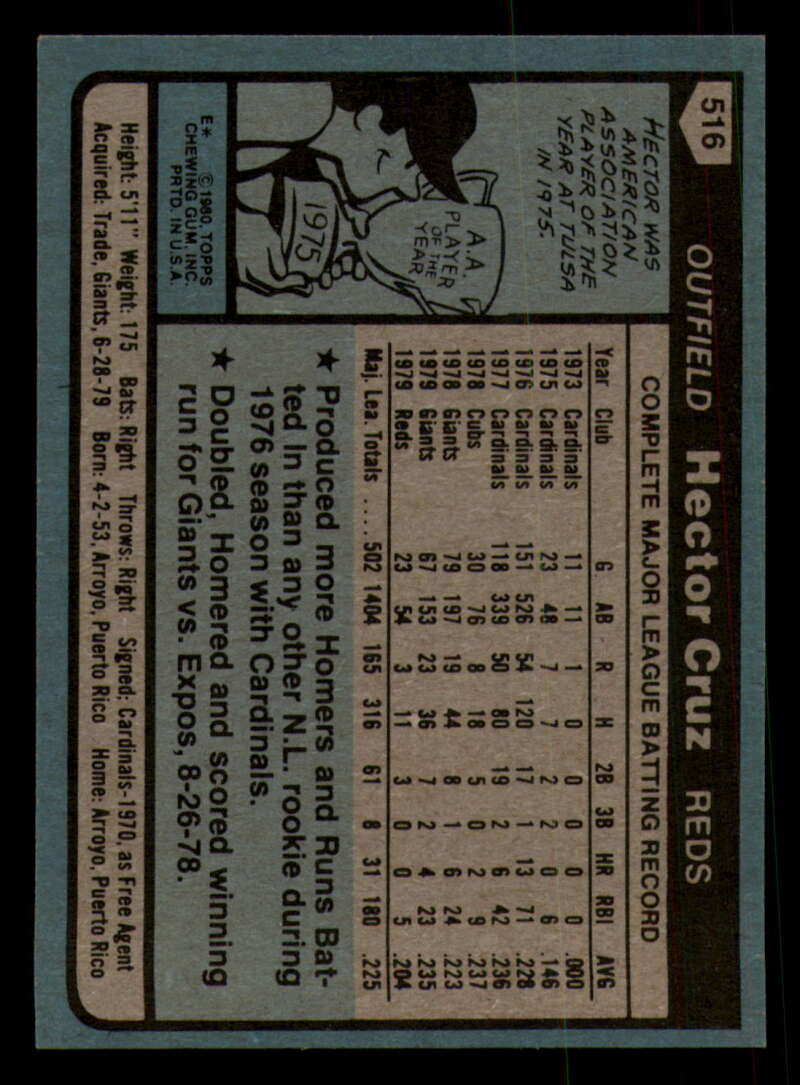 516 OUTFIELD Hector Cruz REDS
HECTOR WAS
AMERICAN
ASSOCIATION
PLAYER OF THE
YEAR AT TULSA
IN 1975.
A.A.
PLAYER
OF THE
YEAR
1975
E* © 1980 TOPPS
CHEWING GUM, INC.
PRTD. IN U.S.A.
COMPLETE MAJOR LEAGUE BATTING RECORD
Year Club G AB R H 2B 3B HR RBI AVG
1973 Cardinals 11 11 1 0 0 0 0 0 .000
1975 Cardinals 23 48 7 7 2 2 0 6 .146
1976 Cardinals 151 526 54 120 17 1 13 71 .228
1977 Cardinals 118 339 50 80 19 2 6 42 .236
1978 Cubs 30 76 8 18 5 0 2 9 .237
1978 Giants 79 197 19 44 8 1 6 24 .223
1979 Giants 67 153 23 36 7 2 4 23 .235
1979 Reds 23 54 3 11 3 0 0 5 .204
Maj. Lea. Totals .... 502 1404 165 316 61 8 31 180 .225
★ Produced more Homers and Runs Bat-
ted In than any other N.L. rookie during
1976 season with Cardinals.
★ Doubled, Homered and scored winning
run for Giants vs. Expos, 8-26-78.
Height: 5'11" Weight: 175 Bats: Right Throws: Right Signed: Cardinals-1970, as Free Agent
Acquired: Trade, Giants, 6-28-79 Born: 4-2-53, Arroyo, Puerto Rico Home: Arroyo, Puerto Rico